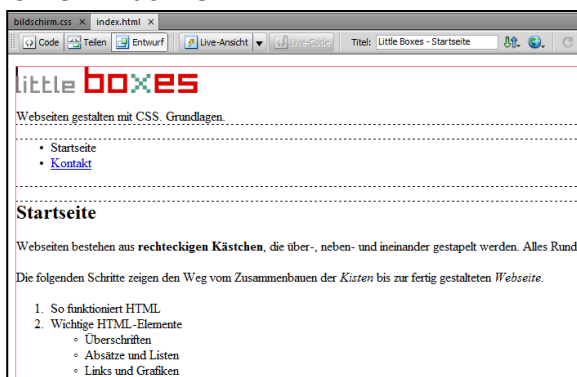 bildschirm.css × index.html ×
Code Teilen Entwurf Live-Ansicht Live-Code Titel: Little Boxes - Startseite
little boxes
Webseiten gestalten mit CSS. Grundlagen.
• Startseite
• Kontakt
Startseite
Webseiten bestehen aus rechteckigen Kästchen, die über-, neben- und ineinander gestapelt werden. Alles Rund
Die folgenden Schritte zeigen den Weg vom Zusammenbauen der Kisten bis zur fertig gestalteten Webseite.
1. So funktioniert HTML
2. Wichtige HTML-Elemente
◦ Überschriften
◦ Absätze und Listen
◦ Links und Grafiken